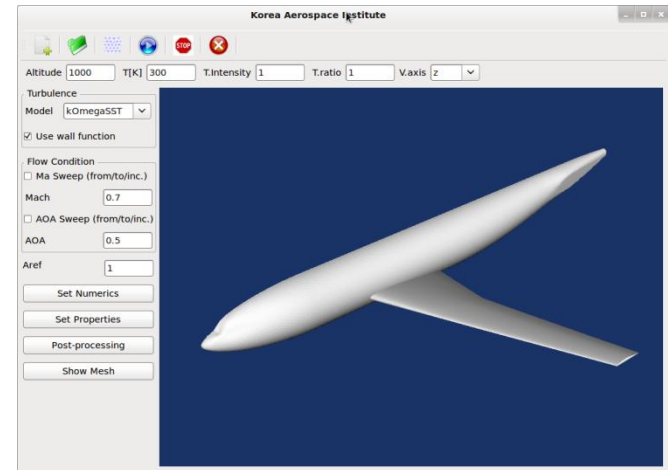 Korea Aerospace Institute
STOP
Altitude 1000 T[K] 300 T.Intensity 1 T.ratio 1 V.axis z
Turbulence
Model kOmegaSST
Use wall function
Flow Condition
Ma Sweep (from/to/inc.)
Mach 0.7
AOA Sweep (from/to/inc.)
AOA 0.5
Aref 1
Set Numerics
Set Properties
Post-processing
Show Mesh